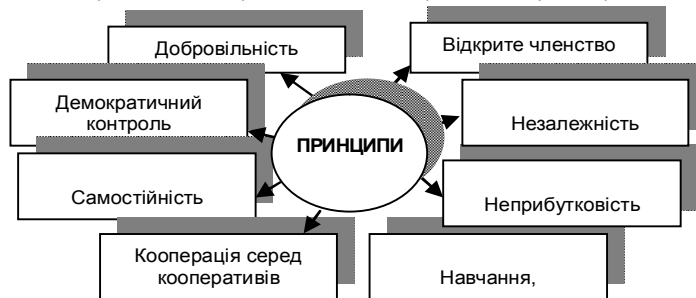 Добровільність
Відкрите членство
Демократичний
контроль
ПРИНЦИПИ
Незалежність
Самостійність
Неприбутковість
Кооперація серед
кооперативів
Навчання,